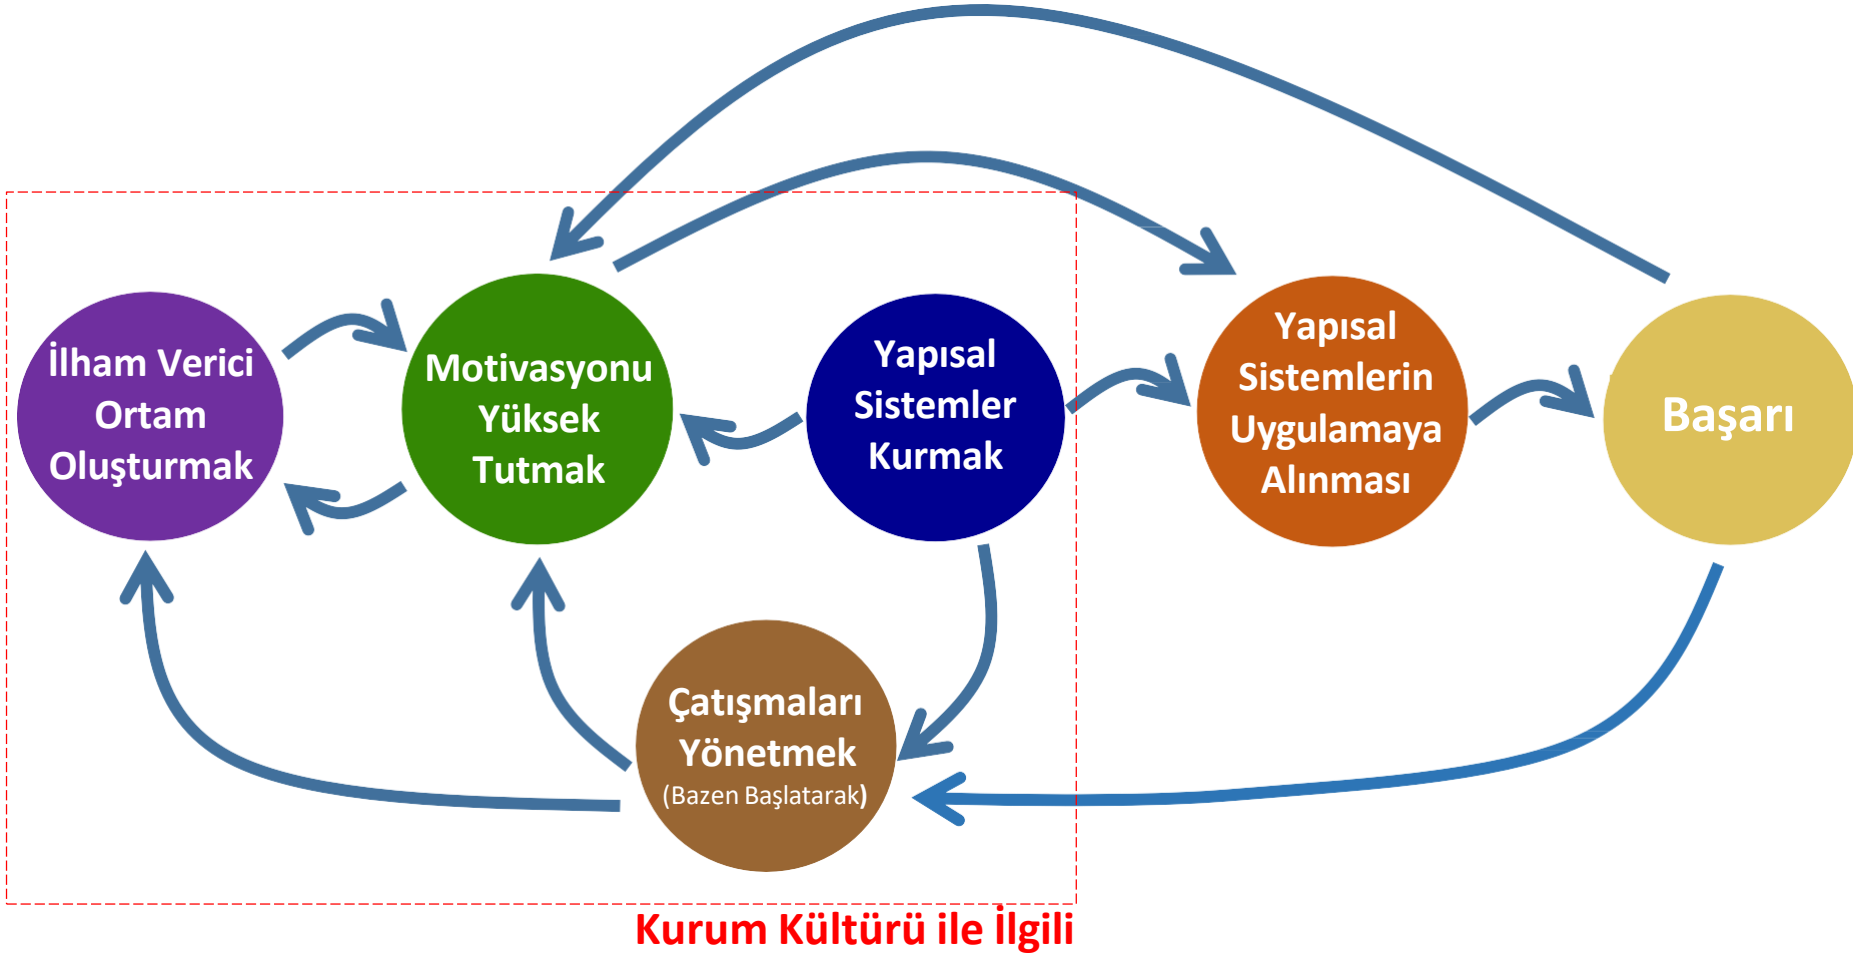 İlham Verici
Ortam
Oluşturmak
Motivasyonu
Yüksek
Tutmak
Yapısal
Sistemler
Kurmak
Yapısal
Sistemlerin
Uygulamaya
Alınması
Başarı
Çatışmaları
Yönetmek
(Bazen Başlatarak)
Kurum Kültürü ile İlgili